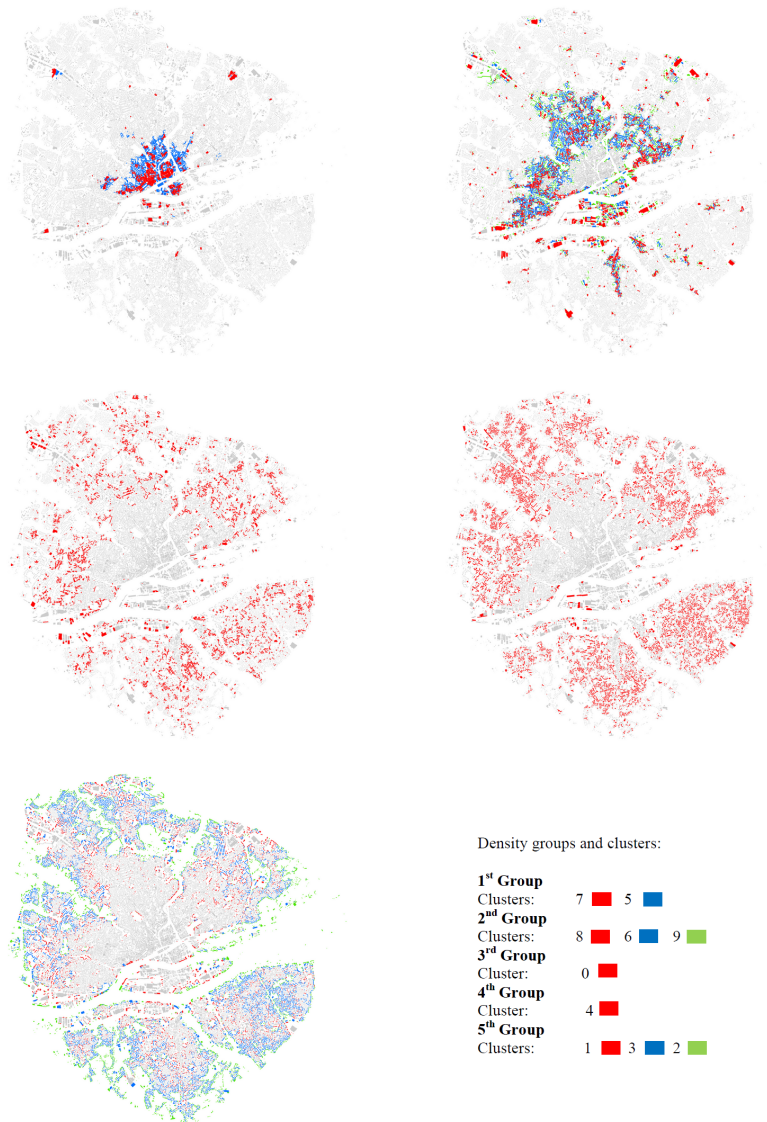 Density groups and clusters:
1st Group
Clusters: 7 5
2nd Group
Clusters: 8 6 9
3rd Group
Cluster: 0
4th Group
Cluster: 4
5th Group
Clusters: 1 3 2